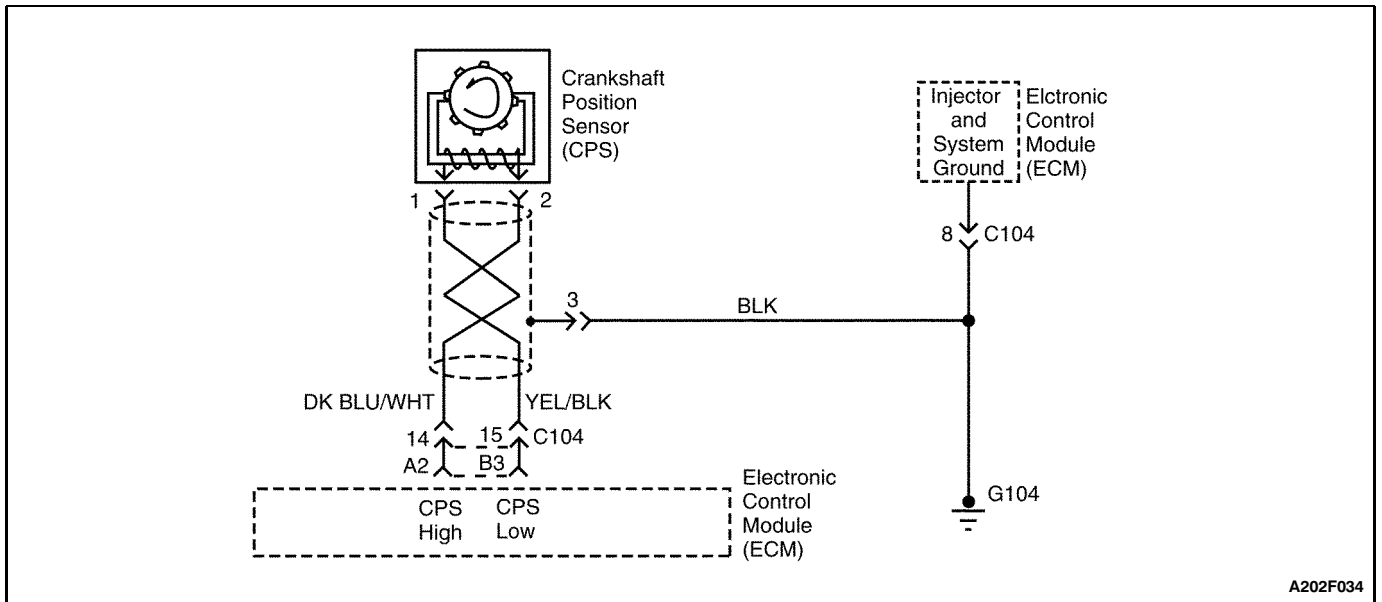 Crankshaft
Position
Sensor
(CPS)
Injector
and
System
Ground
Elctronic
Control
Module
(ECM)
1
2
8
C104
3
BLK
DK BLU/WHT
YEL/BLK
14
15
C104
A2
B3
CPS
High
CPS
Low
Electronic
Control
Module
(ECM)
G104
A202F034